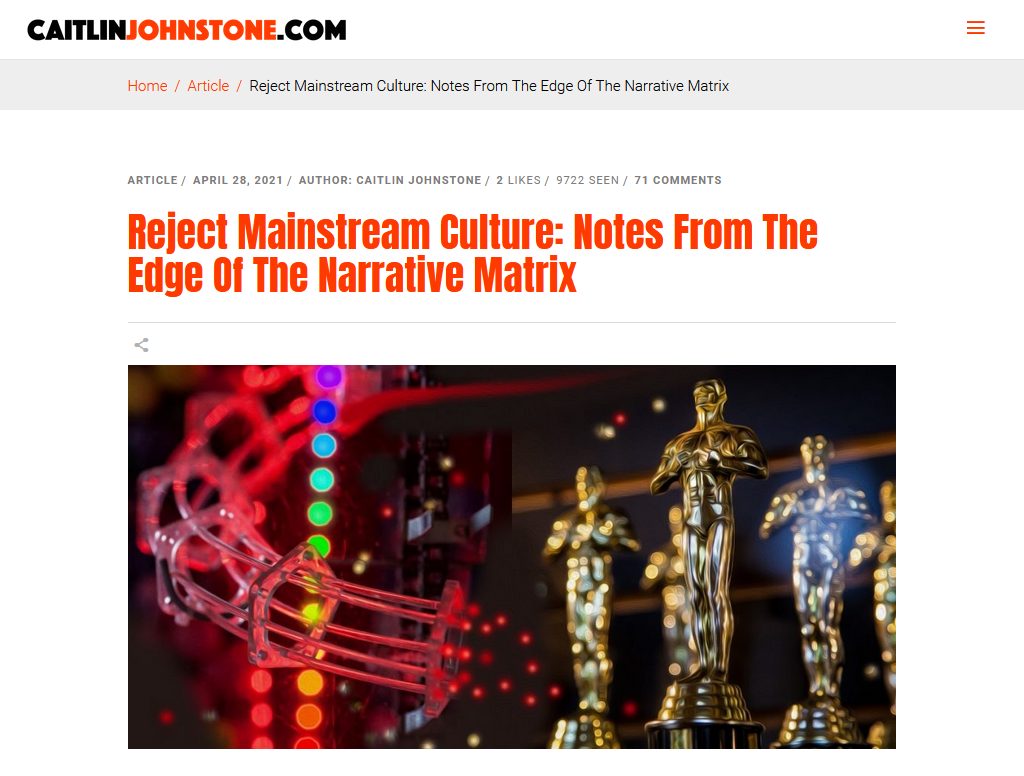 CAITLINJOHNSTONE.COM
Home / Article / Reject Mainstream Culture: Notes From The Edge Of The Narrative Matrix
ARTICLE / APRIL 28, 2021 / AUTHOR: CAITLIN JOHNSTONE / 2 LIKES / 9722 SEEN / 71 COMMENTS
Reject Mainstream Culture: Notes From The
Edge Of The Narrative Matrix